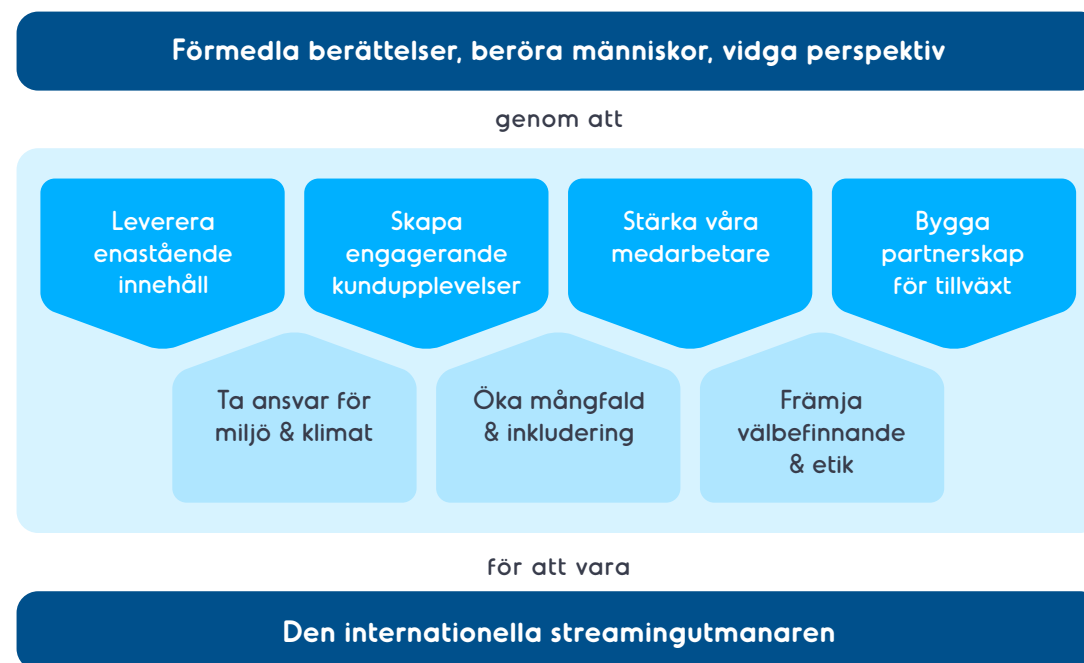 Förmedla berättelser, beröra människor, vidga perspektiv
genom att
Leverera
enastående
innehåll
Skapa
engagerande
kundupplevelser
Stärka våra
medarbetare
Bygga
partnerskap
för tillväxt
Ta ansvar för
miljö & klimat
Öka mångfald
& inkludering
Främja
välbefinnande
& etik
för att vara
Den internationella streamingutmanaren